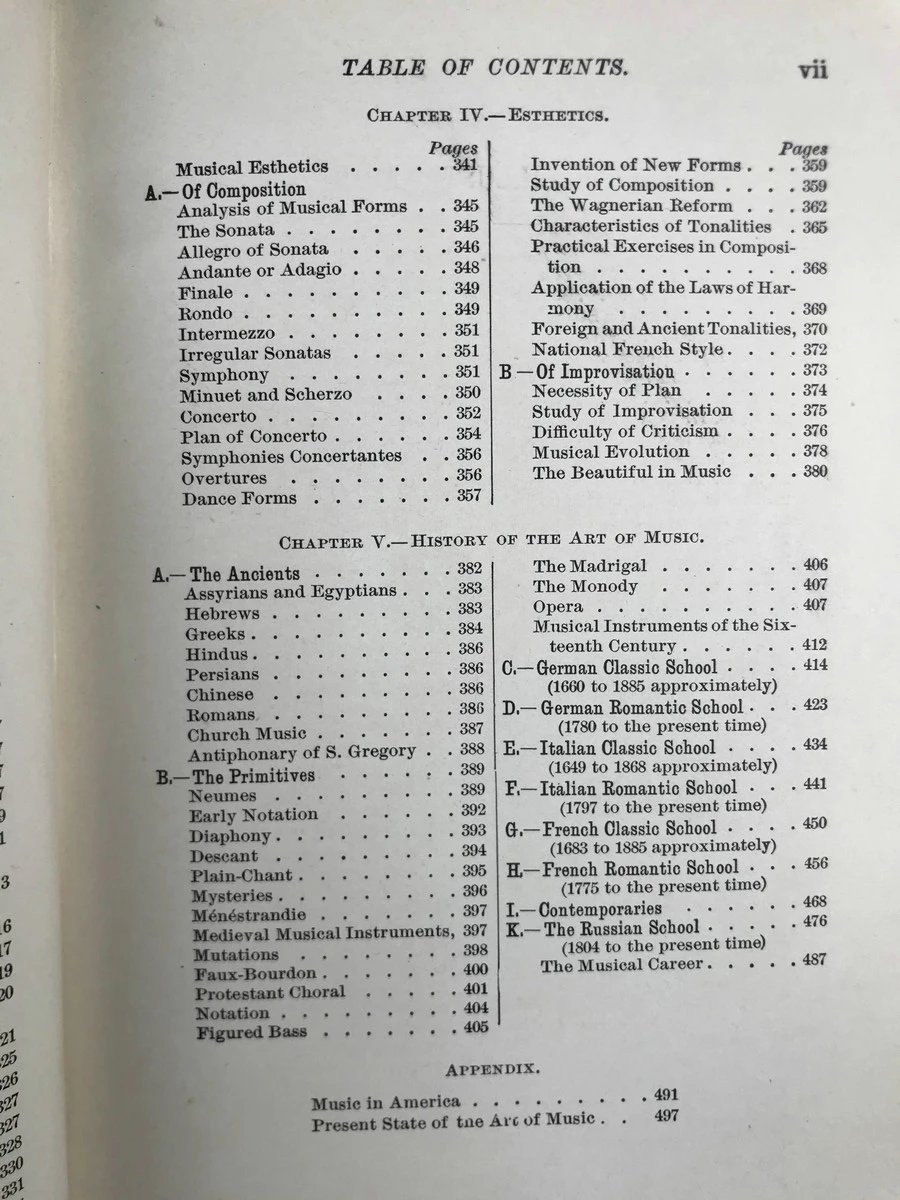 TABLE OF CONTENTS. vii
CHAPTER IV.—ESTHETICS.
Pages
Musical Esthetics . . . . . 341
A.—Of Composition
Analysis of Musical Forms . . 345
The Sonata . . . . . . . . 345
Allegro of Sonata . . . . . 346
Andante or Adagio . . . . . 348
Finale . . . . . . . . . . 349
Rondo . . . . . . . . . . 349
Intermezzo . . . . . . . . 351
Irregular Sonatas . . . . . 351
Symphony . . . . . . . . 351
Minuet and Scherzo . . . . 350
Concerto . . . . . . . . . 352
Plan of Concerto . . . . . . 354
Symphonies Concertantes . . 356
Overtures . . . . . . . . 356
Dance Forms . . . . . . . 357
Pages
Invention of New Forms . . . 359
Study of Composition . . . . 359
The Wagnerian Reform . . . 362
Characteristics of Tonalities . 365
Practical Exercises in Composi-
tion . . . . . . . . . . 368
Application of the Laws of Har-
mony . . . . . . . . . 369
Foreign and Ancient Tonalities, 370
National French Style . . . . 372
B—Of Improvisation . . . . . . 373
Necessity of Plan . . . . . 374
Study of Improvisation . . . 375
Difficulty of Criticism . . . . 376
Musical Evolution . . . . . 378
The Beautiful in Music . . . 380
CHAPTER V.—HISTORY OF THE ART OF MUSIC.
A.—The Ancients . . . . . . . 382
Assyrians and Egyptians . . . 383
Hebrews . . . . . . . . . 383
Greeks . . . . . . . . . . 384
Hindus . . . . . . . . . . 386
Persians . . . . . . . . . 386
Chinese . . . . . . . . . 386
Romans . . . . . . . . . 386
Church Music . . . . . . . 387
Antiphonary of S. Gregory . . 388
B.—The Primitives . . . . . . 389
Neumes . . . . . . . . . 389
Early Notation . . . . . . 392
Diaphony . . . . . . . . . 393
Descant . . . . . . . . . 394
Plain-Chant . . . . . . . . 395
Mysteries . . . . . . . . . 396
Ménéstrandie . . . . . . . 397
Medieval Musical Instruments, 397
Mutations . . . . . . . 398
Faux-Bourdon . . . . . . . 400
Protestant Choral . . . . . 401
Notation . . . . . . . . . 404
Figured Bass . . . . . . . 405
The Madrigal . . . . . . . 406
The Monody . . . . . . . 407
Opera . . . . . . . . . . 407
Musical Instruments of the Six-
teenth Century . . . . . . 412
C.—German Classic School . . . . 414
(1660 to 1885 approximately)
D.—German Romantic School . . . 423
(1780 to the present time)
E.—Italian Classic School . . . . 434
(1649 to 1868 approximately)
F.—Italian Romantic School . . . 441
(1797 to the present time)
G.—French Classic School . . . . 450
(1683 to 1885 approximately)
H.—French Romantic School . . . 456
(1775 to the present time)
I.—Contemporaries . . . . . . 468
K.—The Russian School . . . . . 476
(1804 to the present time)
The Musical Career . . . . . 487
APPENDIX.
Music in America . . . . . . . . . 491
Present State of the Art of Music . . 497